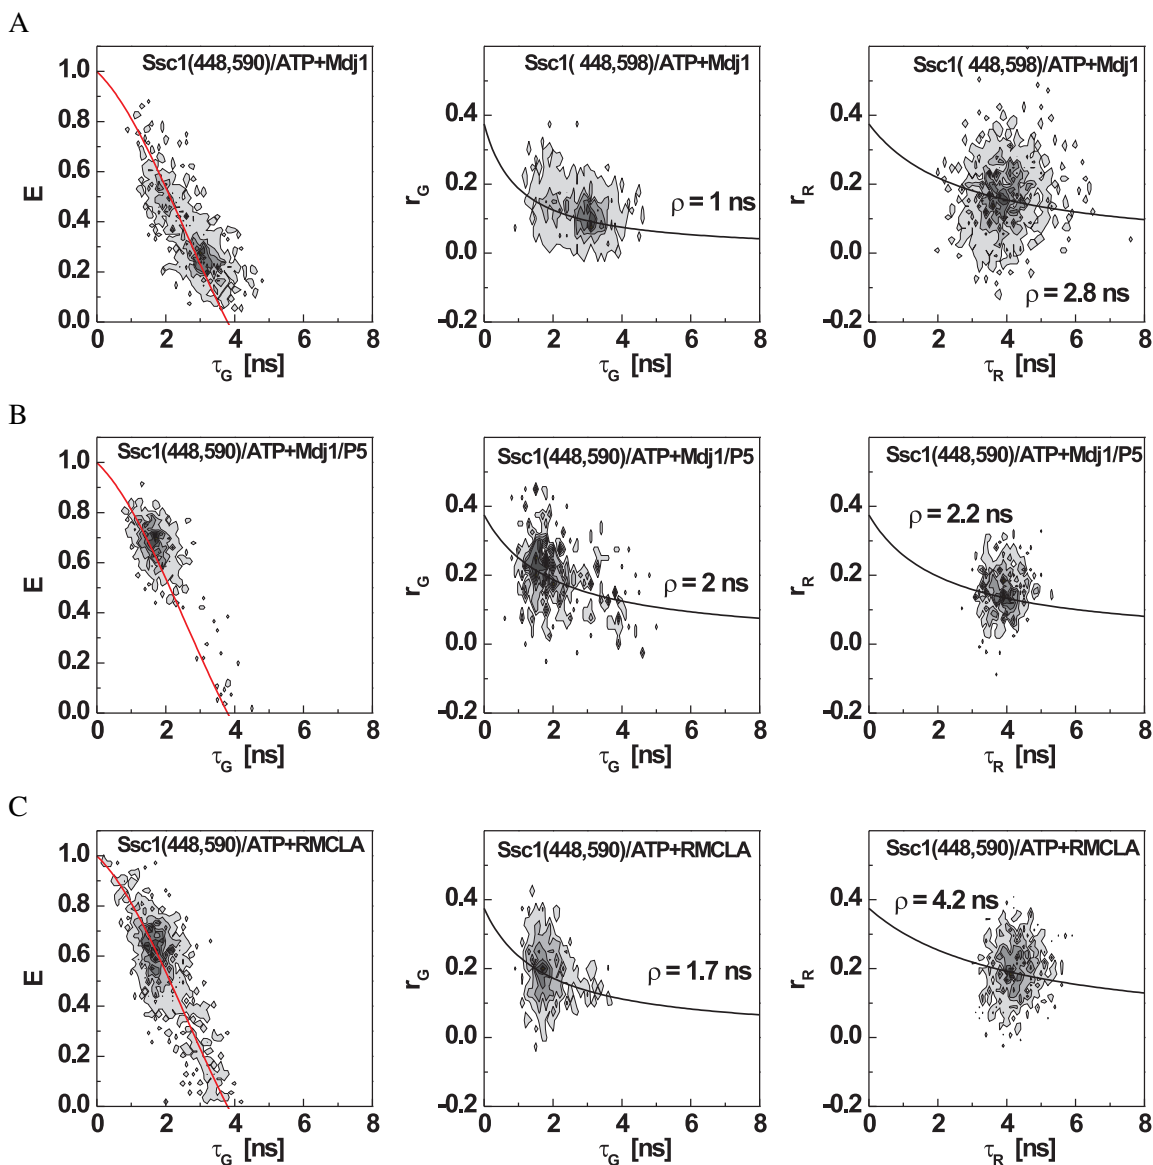 A
Ssc1(448,590)/ATP+Mdj1
1.0
0.8
0.6
0.4
0.2
0.0
E
0 2 4 6 8
τG [ns]
Ssc1( 448,598)/ATP+Mdj1
0.4
0.2
0.0
-0.2
rG
ρ = 1 ns
0 2 4 6 8
τG [ns]
Ssc1( 448,598)/ATP+Mdj1
0.4
0.2
0.0
-0.2
rR
ρ = 2.8 ns
0 2 4 6 8
τR [ns]
B
Ssc1(448,590)/ATP+Mdj1/P5
1.0
0.8
0.6
0.4
0.2
0.0
E
0 2 4 6 8
τG [ns]
Ssc1(448,590)/ATP+Mdj1/P5
0.4
0.2
0.0
-0.2
rG
ρ = 2 ns
0 2 4 6 8
τG [ns]
Ssc1(448,590)/ATP+Mdj1/P5
0.4
0.2
0.0
-0.2
rR
ρ = 2.2 ns
0 2 4 6 8
τR [ns]
C
Ssc1(448,590)/ATP+RMCLA
1.0
0.8
0.6
0.4
0.2
0.0
E
0 2 4 6 8
τG [ns]
Ssc1(448,590)/ATP+RMCLA
0.4
0.2
0.0
-0.2
rG
ρ = 1.7 ns
0 2 4 6 8
τG [ns]
Ssc1(448,590)/ATP+RMCLA
0.4
0.2
0.0
-0.2
rR
ρ = 4.2 ns
0 2 4 6 8
τR [ns]